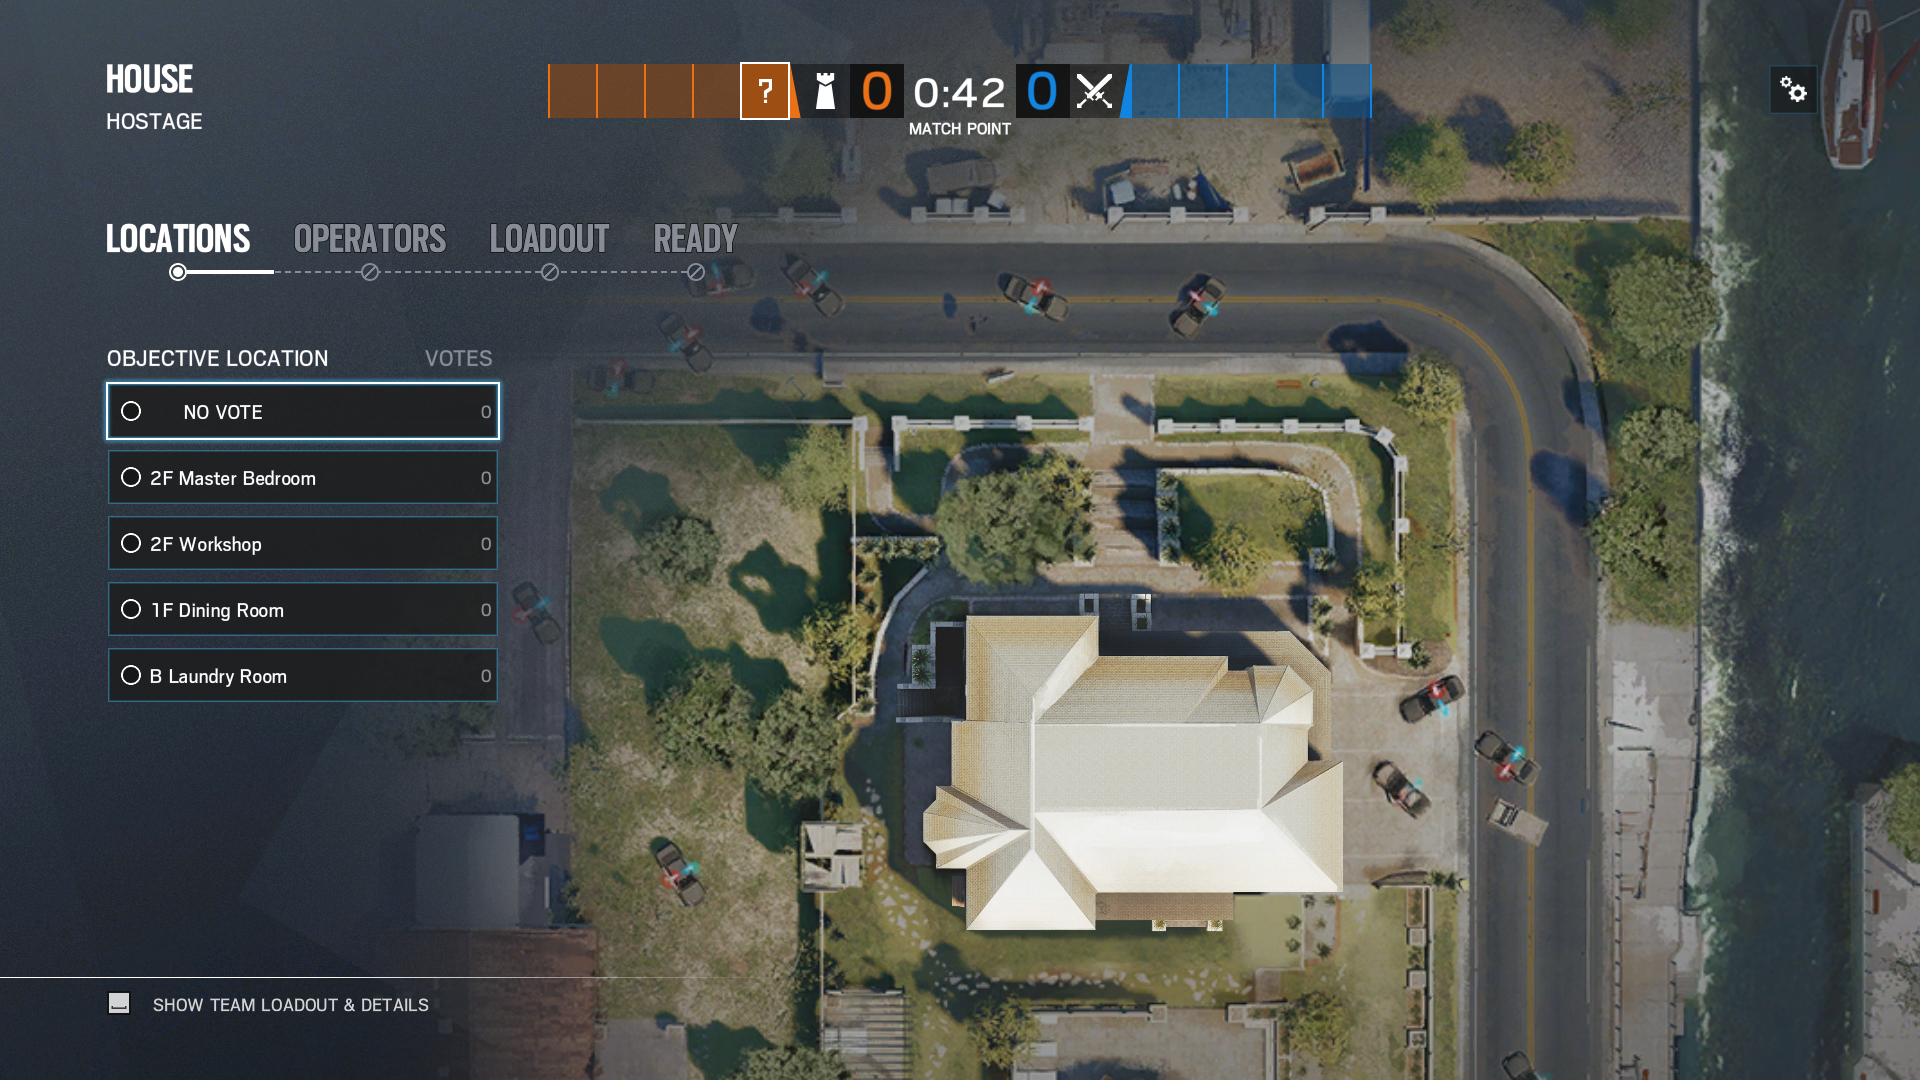 HOUSE
HOSTAGE
?
0
0:42
0
MATCH POINT
LOCATIONS
OPERATORS
LOADOUT
READY
OBJECTIVE LOCATION
VOTES
NO VOTE
0
2F Master Bedroom
0
2F Workshop
0
1F Dining Room
0
B Laundry Room
0
SHOW TEAM LOADOUT & DETAILS